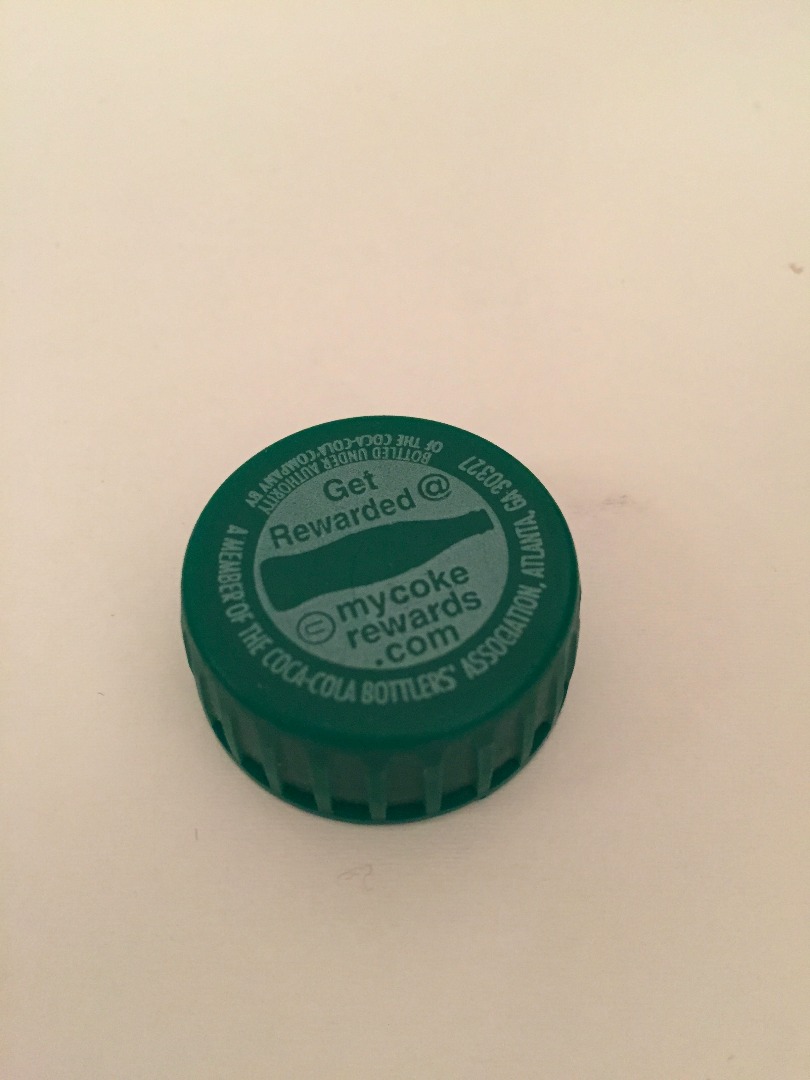 Get
Rewarded @
mycoke
rewards
.com
BOTTLED UNDER AUTHORITY
OF THE COCA-COLA COMPANY BY
A MEMBER OF THE COCA-COLA BOTTLERS' ASSOCIATION, ATLANTA, GA 30327